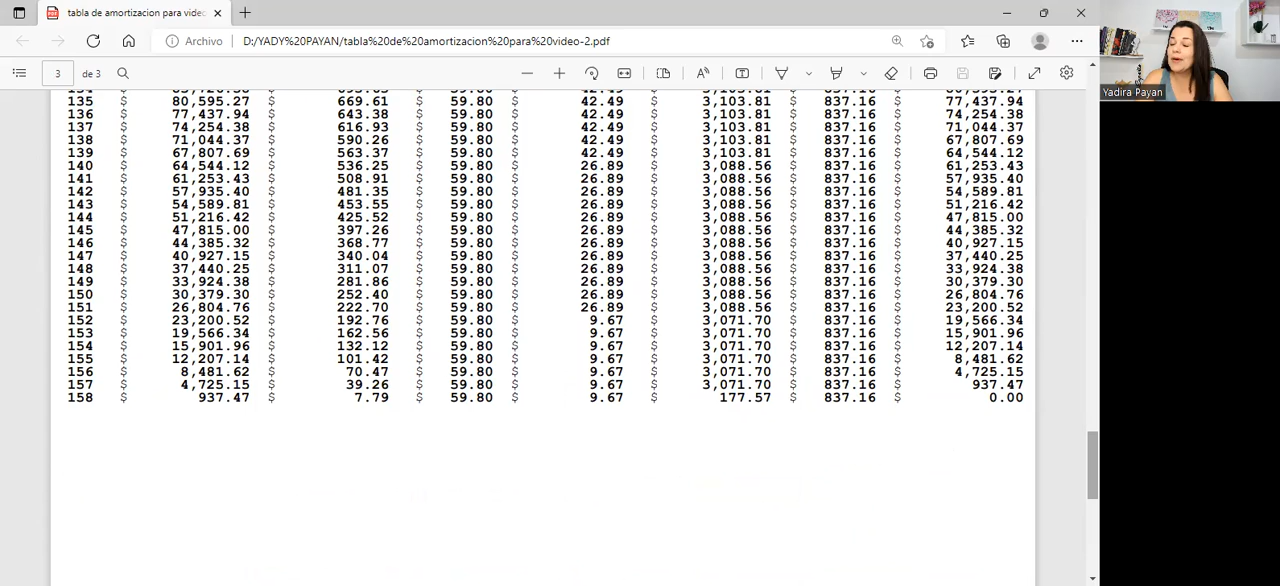 tabla de amortizacion para video
Archivo D:/YADY%20PAYAN/tabla%20de%20amortizacion%20para%20video-2.pdf
3 de 3
Yadira Payan
135 $ 80,595.27 $ 669.61 $ 59.80 $ 42.49 $ 3,103.81 $ 837.16 $ 77,437.94
136 $ 77,437.94 $ 643.38 $ 59.80 $ 42.49 $ 3,103.81 $ 837.16 $ 74,254.38
137 $ 74,254.38 $ 616.93 $ 59.80 $ 42.49 $ 3,103.81 $ 837.16 $ 71,044.37
138 $ 71,044.37 $ 590.26 $ 59.80 $ 42.49 $ 3,103.81 $ 837.16 $ 67,807.69
139 $ 67,807.69 $ 563.37 $ 59.80 $ 42.49 $ 3,103.81 $ 837.16 $ 64,544.12
140 $ 64,544.12 $ 536.25 $ 59.80 $ 26.89 $ 3,088.56 $ 837.16 $ 61,253.43
141 $ 61,253.43 $ 508.91 $ 59.80 $ 26.89 $ 3,088.56 $ 837.16 $ 57,935.40
142 $ 57,935.40 $ 481.35 $ 59.80 $ 26.89 $ 3,088.56 $ 837.16 $ 54,589.81
143 $ 54,589.81 $ 453.55 $ 59.80 $ 26.89 $ 3,088.56 $ 837.16 $ 51,216.42
144 $ 51,216.42 $ 425.52 $ 59.80 $ 26.89 $ 3,088.56 $ 837.16 $ 47,815.00
145 $ 47,815.00 $ 397.26 $ 59.80 $ 26.89 $ 3,088.56 $ 837.16 $ 44,385.32
146 $ 44,385.32 $ 368.77 $ 59.80 $ 26.89 $ 3,088.56 $ 837.16 $ 40,927.15
147 $ 40,927.15 $ 340.04 $ 59.80 $ 26.89 $ 3,088.56 $ 837.16 $ 37,440.25
148 $ 37,440.25 $ 311.07 $ 59.80 $ 26.89 $ 3,088.56 $ 837.16 $ 33,924.38
149 $ 33,924.38 $ 281.86 $ 59.80 $ 26.89 $ 3,088.56 $ 837.16 $ 30,379.30
150 $ 30,379.30 $ 252.40 $ 59.80 $ 26.89 $ 3,088.56 $ 837.16 $ 26,804.76
151 $ 26,804.76 $ 222.70 $ 59.80 $ 26.89 $ 3,088.56 $ 837.16 $ 23,200.52
152 $ 23,200.52 $ 192.76 $ 59.80 $ 9.67 $ 3,071.70 $ 837.16 $ 19,566.34
153 $ 19,566.34 $ 162.56 $ 59.80 $ 9.67 $ 3,071.70 $ 837.16 $ 15,901.96
154 $ 15,901.96 $ 132.12 $ 59.80 $ 9.67 $ 3,071.70 $ 837.16 $ 12,207.14
155 $ 12,207.14 $ 101.42 $ 59.80 $ 9.67 $ 3,071.70 $ 837.16 $ 8,481.62
156 $ 8,481.62 $ 70.47 $ 59.80 $ 9.67 $ 3,071.70 $ 837.16 $ 4,725.15
157 $ 4,725.15 $ 39.26 $ 59.80 $ 9.67 $ 3,071.70 $ 837.16 $ 937.47
158 $ 937.47 $ 7.79 $ 59.80 $ 9.67 $ 177.57 $ 837.16 $ 0.00